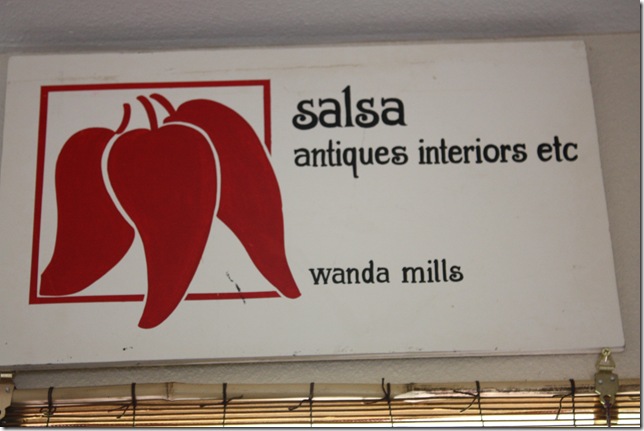 salsa
antiques interiors etc
wanda mills